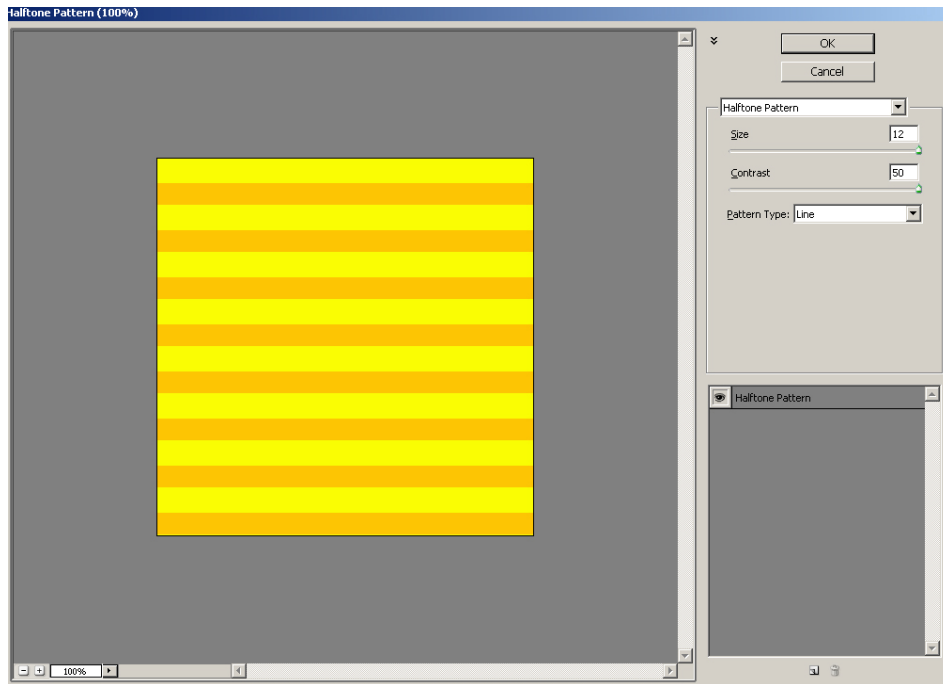 Halftone Pattern (100%)
OK
Cancel
Halftone Pattern
Size 12
Contrast 50
Pattern Type: Line
Halftone Pattern
100%